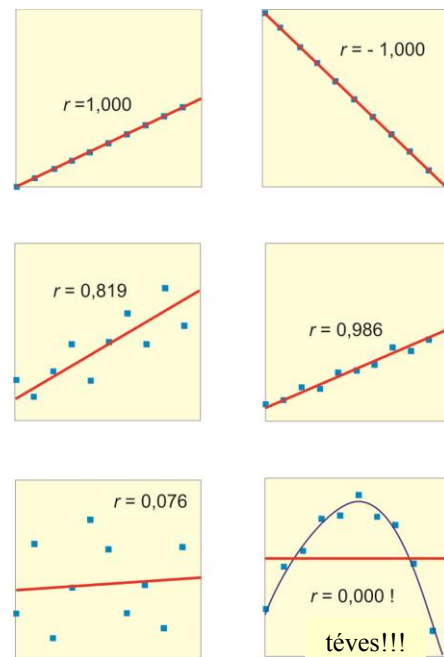 r =1,000
r = - 1,000
r = 0,819
r = 0,986
r = 0,076
r = 0,000 !
téves!!!